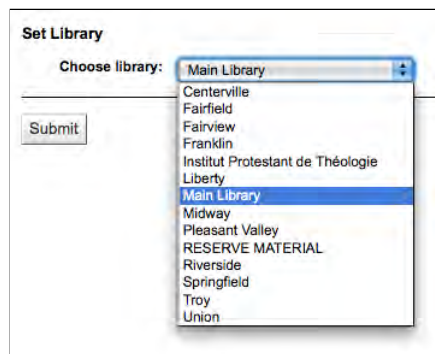 Set Library
Choose library: Main Library
Centerville
Fairfield
Fairview
Franklin
Institut Protestant de Théologie
Liberty
Main Library
Midway
Pleasant Valley
RESERVE MATERIAL
Riverside
Springfield
Troy
Union
Submit